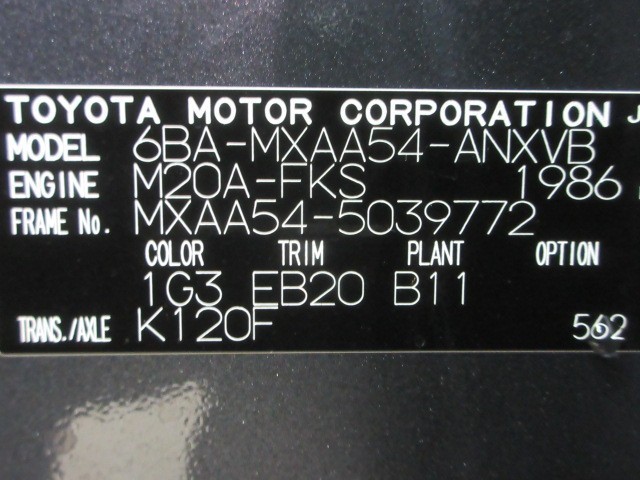 TOYOTA MOTOR CORPORATION J
MODEL 6BA-MXAA54-ANXVB
ENGINE M20A-FKS 1986
FRAME No. MXAA54-5039772
COLOR TRIM PLANT OPTION
1G3 EB20 B11
TRANS./AXLE K120F 562